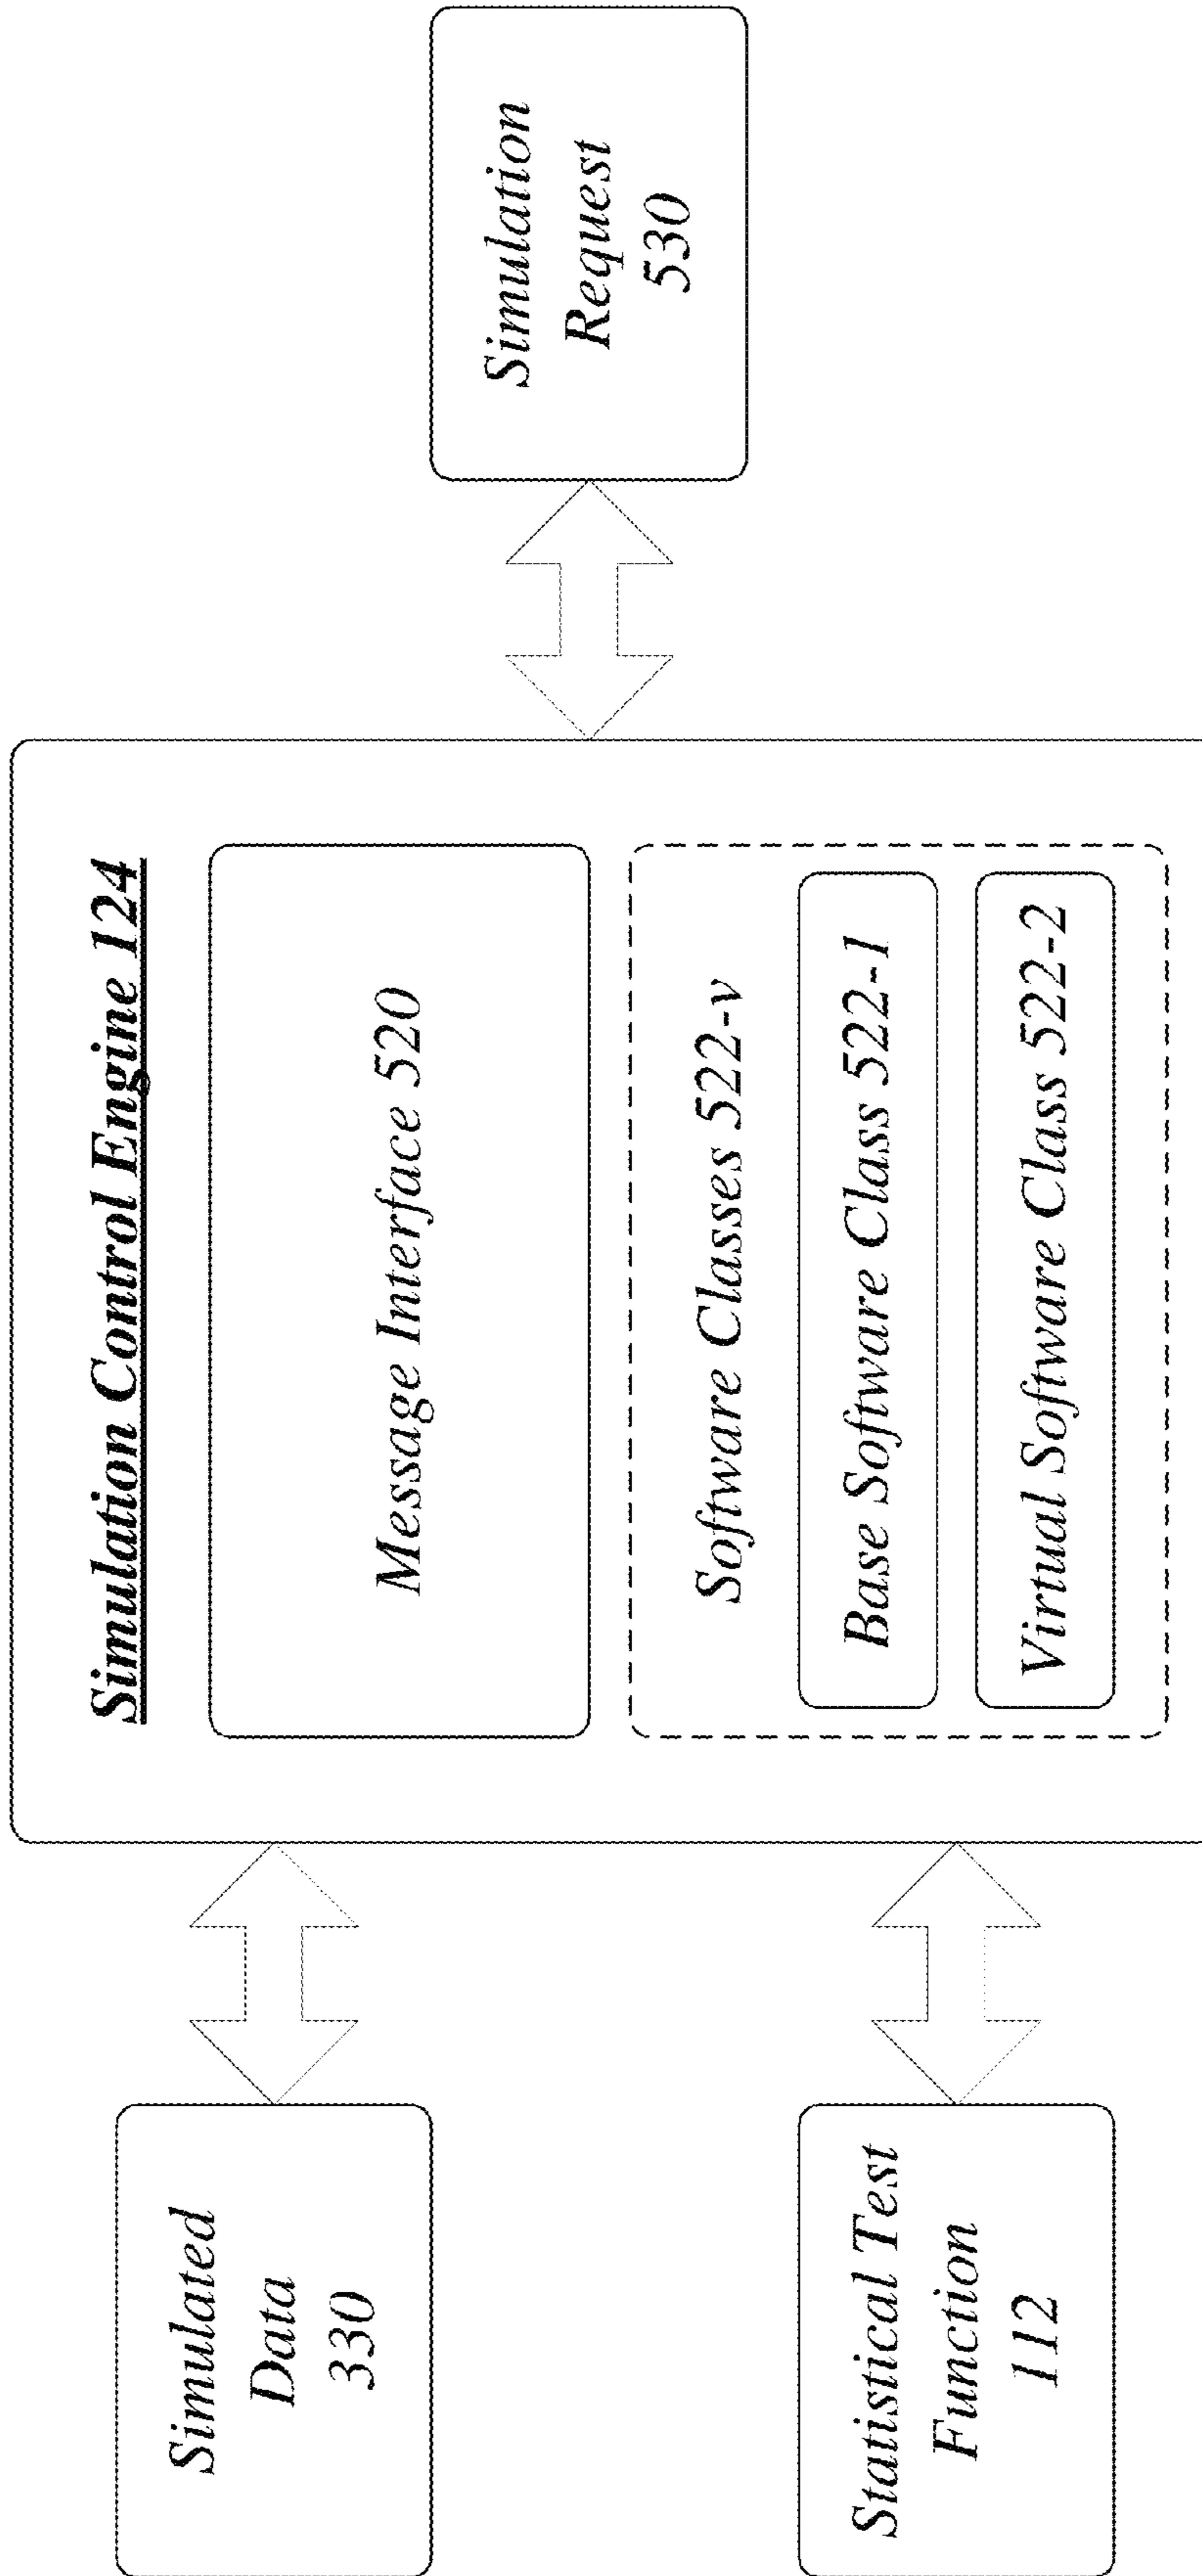 Simulated
Data
330
Statistical Test
Function
112
Simulation Control Engine 124
Message Interface 520
Software Classes 522-v
Base Software Class 522-1
Virtual Software Class 522-2
Simulation
Request
530